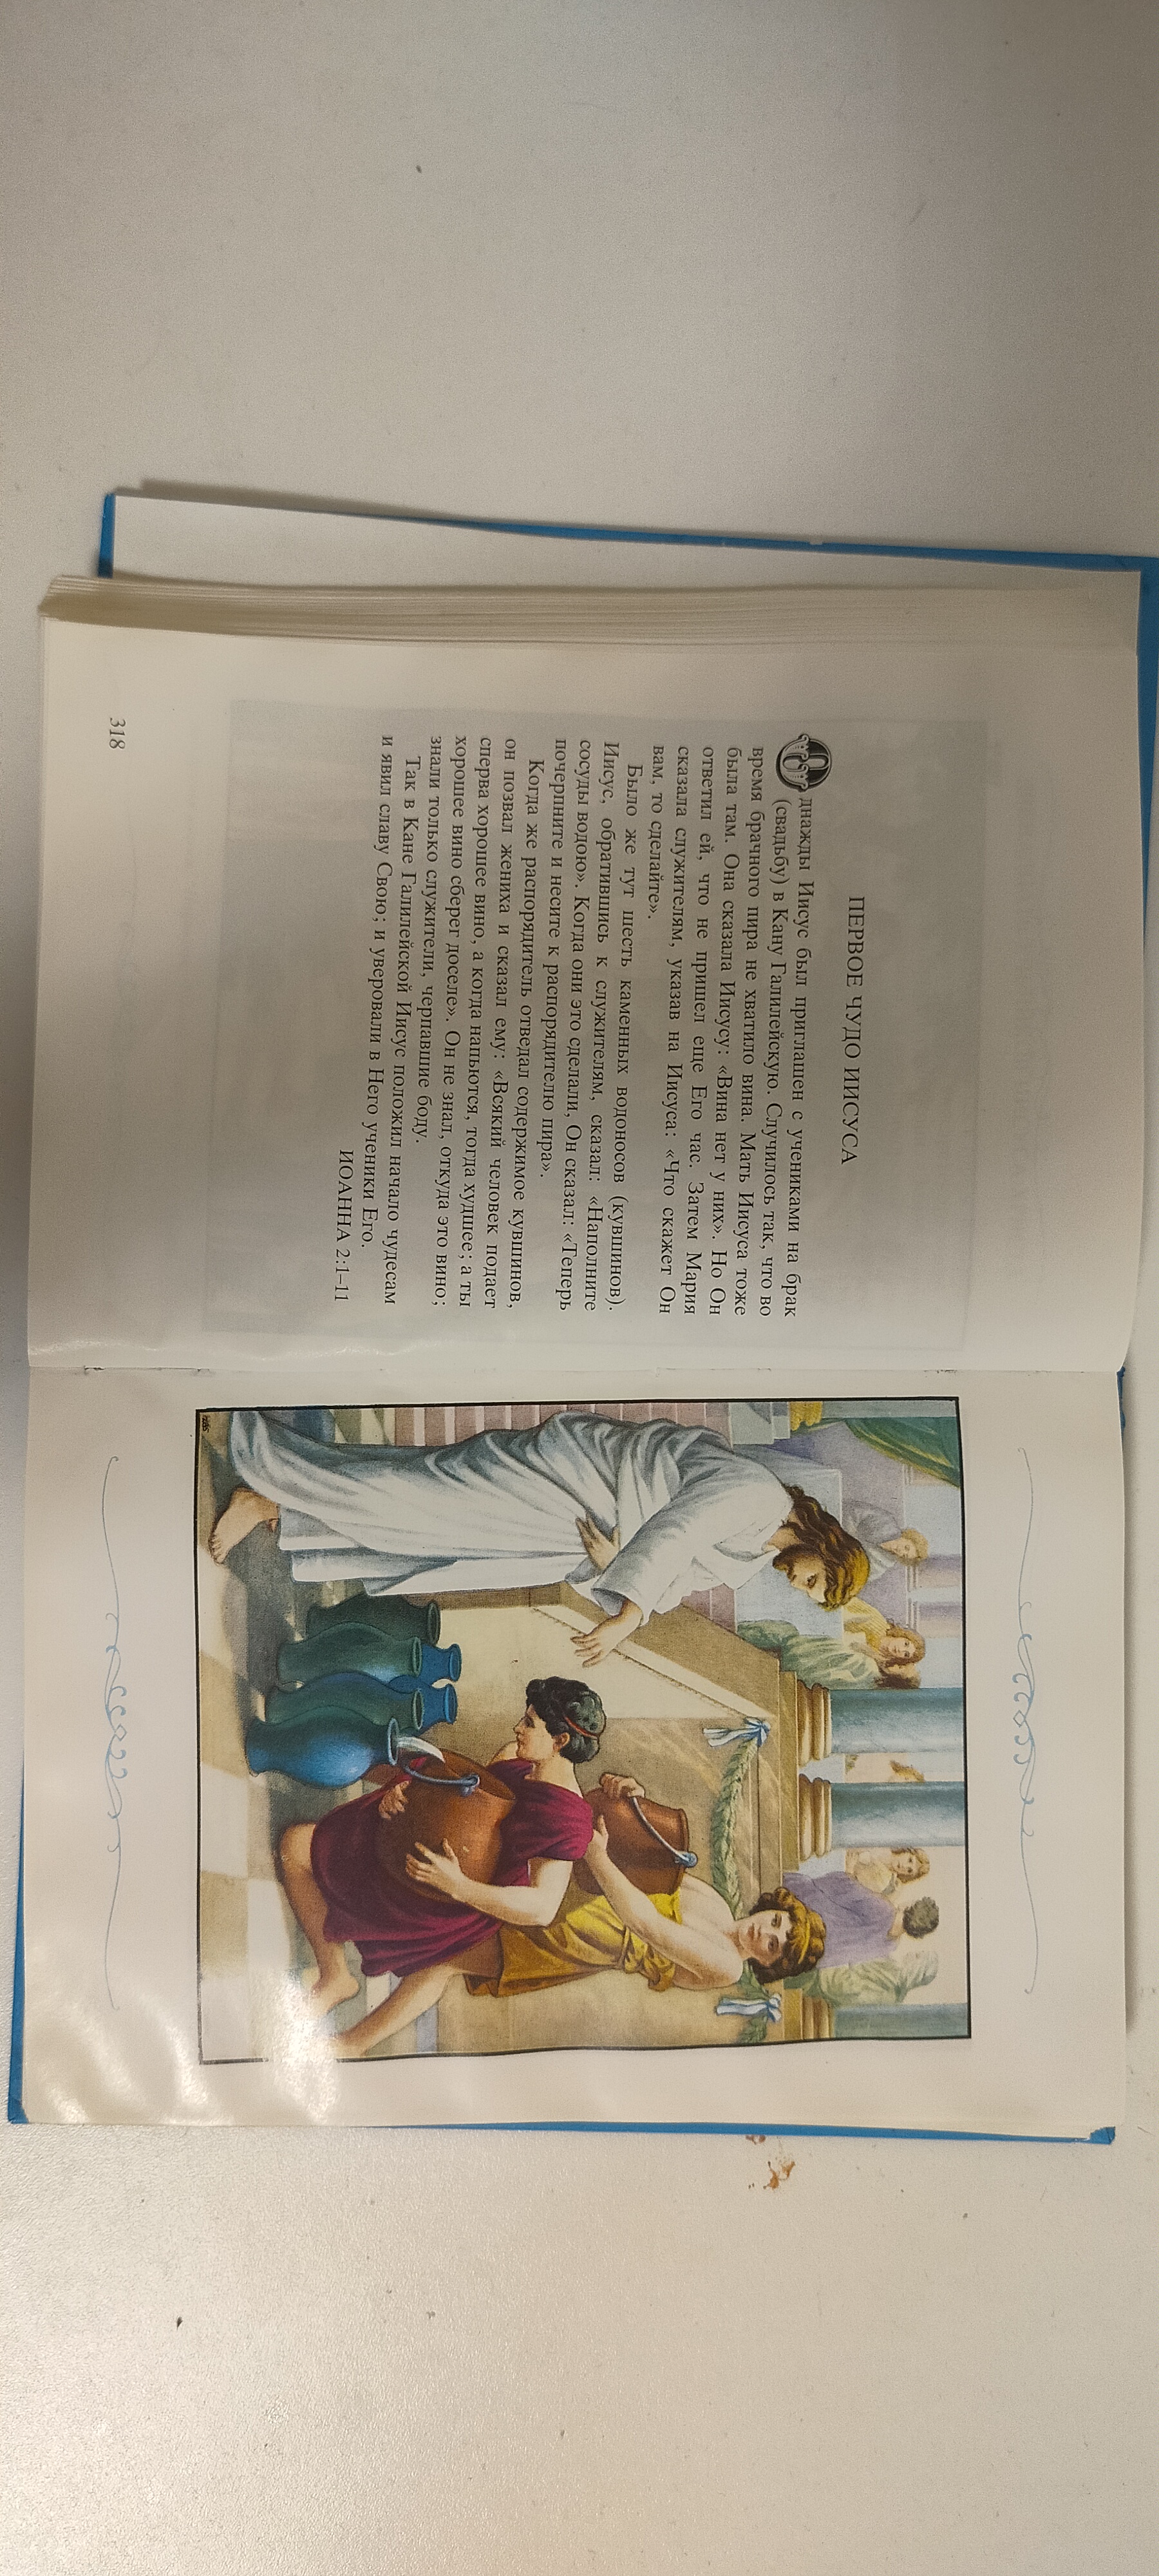 ПЕРВОЕ ЧУДО ИИСУСА
Однажды Иисус был приглашен с учениками на брак
(свадьбу) в Кану Галилейскую. Случилось так, что во
время брачного пира не хватило вина. Мать Иисуса тоже
была там. Она сказала Иисусу: «Вина нет у них». Но Он
ответил ей, что не пришел еще Его час. Затем Мария
сказала служителям, указав на Иисуса: «Что скажет Он
вам, то сделайте».
Было же тут шесть каменных водоносов (кувшинов).
Иисус, обратившись к служителям, сказал: «Наполните
сосуды водою». Когда они это сделали, Он сказал: «Теперь
почерпните и несите к распорядителю пира».
Когда же распорядитель отведал содержимое кувшинов,
он позвал жениха и сказал ему: «Всякий человек подает
сперва хорошее вино, а когда напьются, тогда худшее; а ты
хорошее вино сберег доселе». Он не знал, откуда это вино;
знали только служители, черпавшие воду.
Так в Кане Галилейской Иисус положил начало чудесам
и явил славу Свою; и уверовали в Него ученики Его.
ИОАННА 2:1–11
318